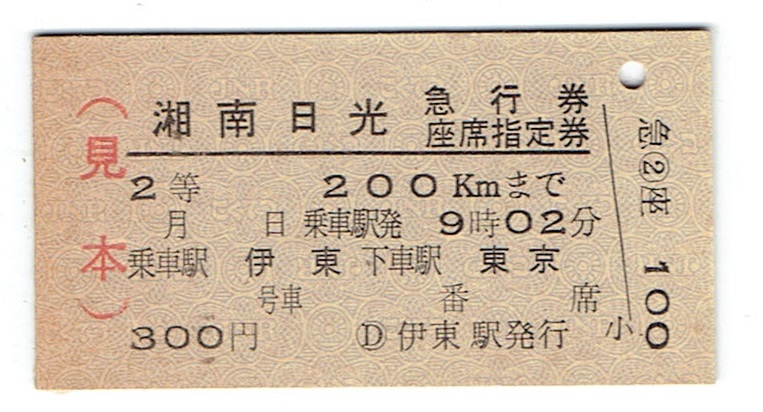 （見本）
湘南日光 急行券
座席指定券
2等 200Kmまで
月 日 乗車駅発 9時02分
乗車駅 伊東 下車駅 東京
号車 番席
300円 Ⓓ伊東駅発行
小
急②座 100